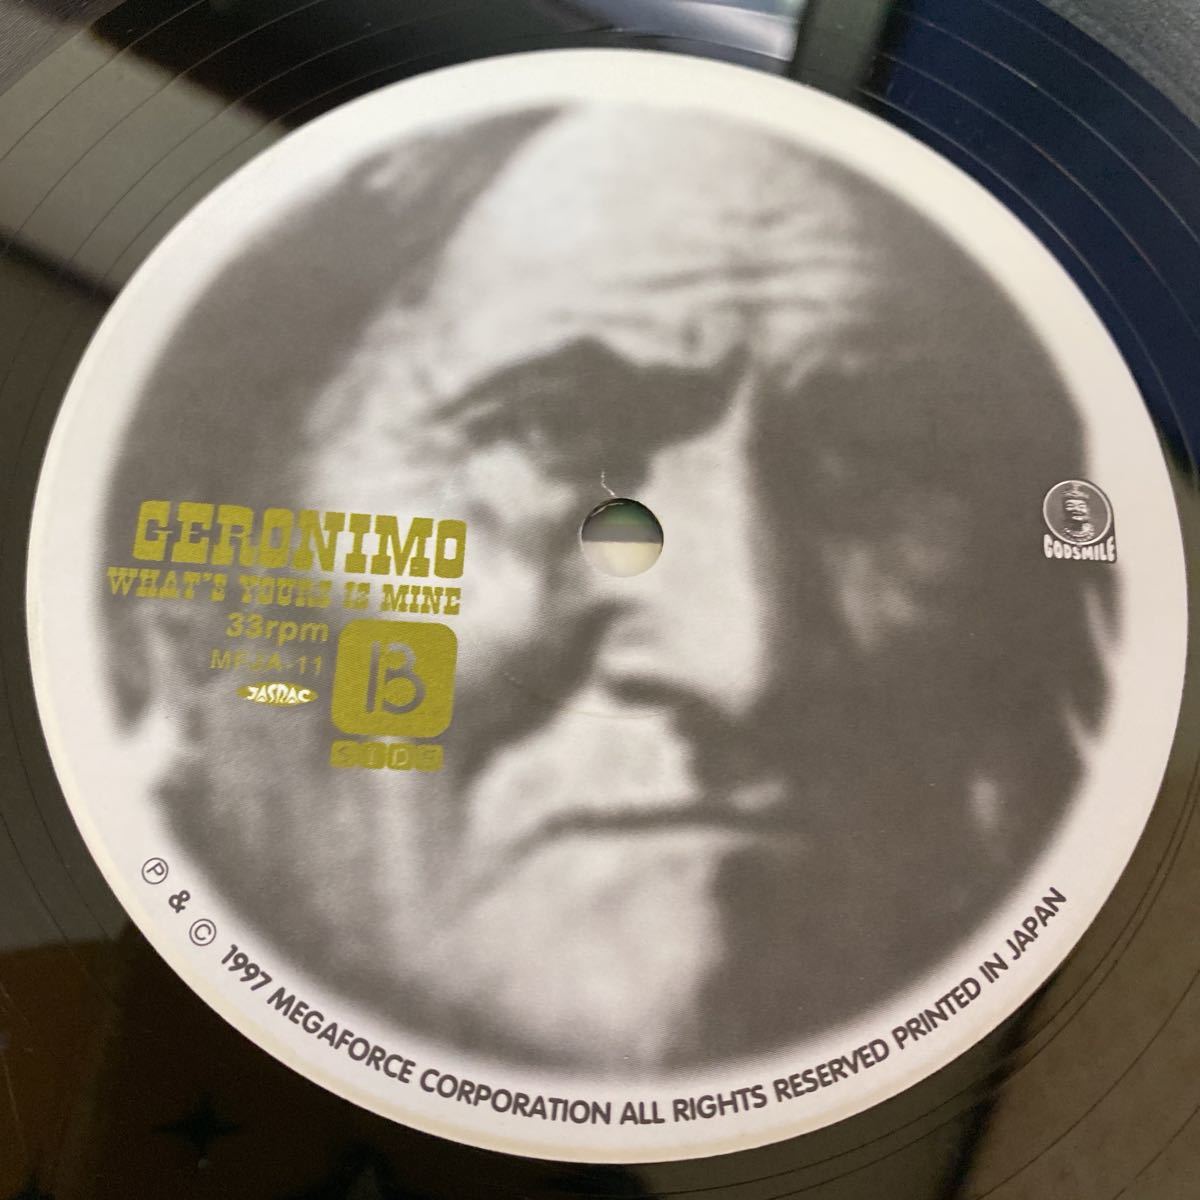 GERONIMO
WHAT'S YOURS IS MINE
33rpm
MFJA-11
JASRAC
B
SIDE
GODSMILE
Ⓟ & © 1997 MEGAFORCE CORPORATION ALL RIGHTS RESERVED PRINTED IN JAPAN